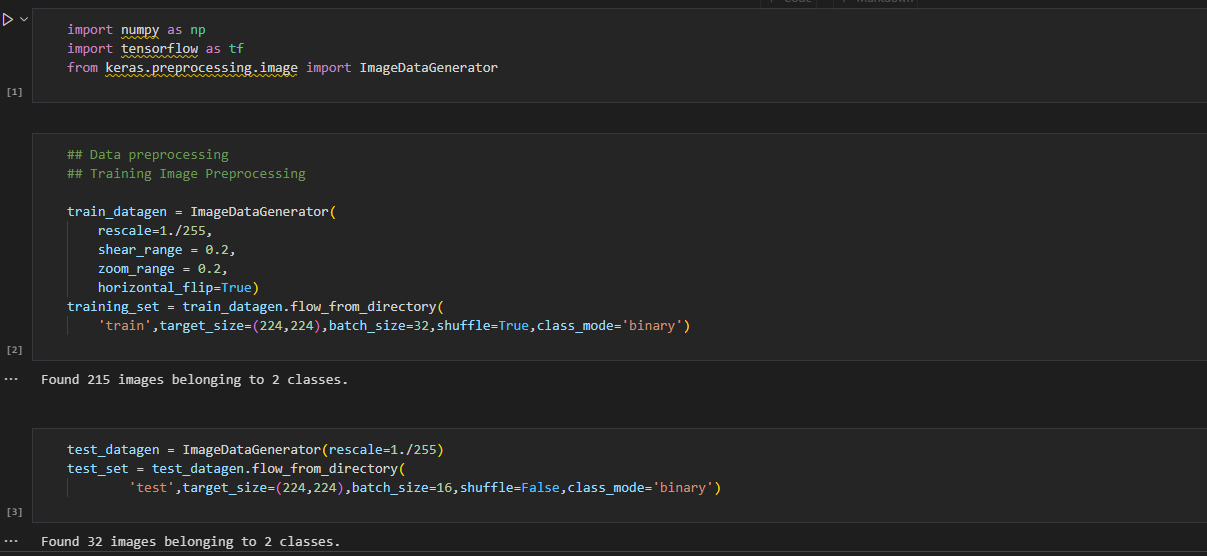 import numpy as np
import tensorflow as tf
from keras.preprocessing.image import ImageDataGenerator
[1]
## Data preprocessing
## Training Image Preprocessing
train_datagen = ImageDataGenerator(
rescale=1./255,
shear_range = 0.2,
zoom_range = 0.2,
horizontal_flip=True)
training_set = train_datagen.flow_from_directory(
'train',target_size=(224,224),batch_size=32,shuffle=True,class_mode='binary')
[2]
... Found 215 images belonging to 2 classes.
test_datagen = ImageDataGenerator(rescale=1./255)
test_set = test_datagen.flow_from_directory(
'test',target_size=(224,224),batch_size=16,shuffle=False,class_mode='binary')
[3]
... Found 32 images belonging to 2 classes.